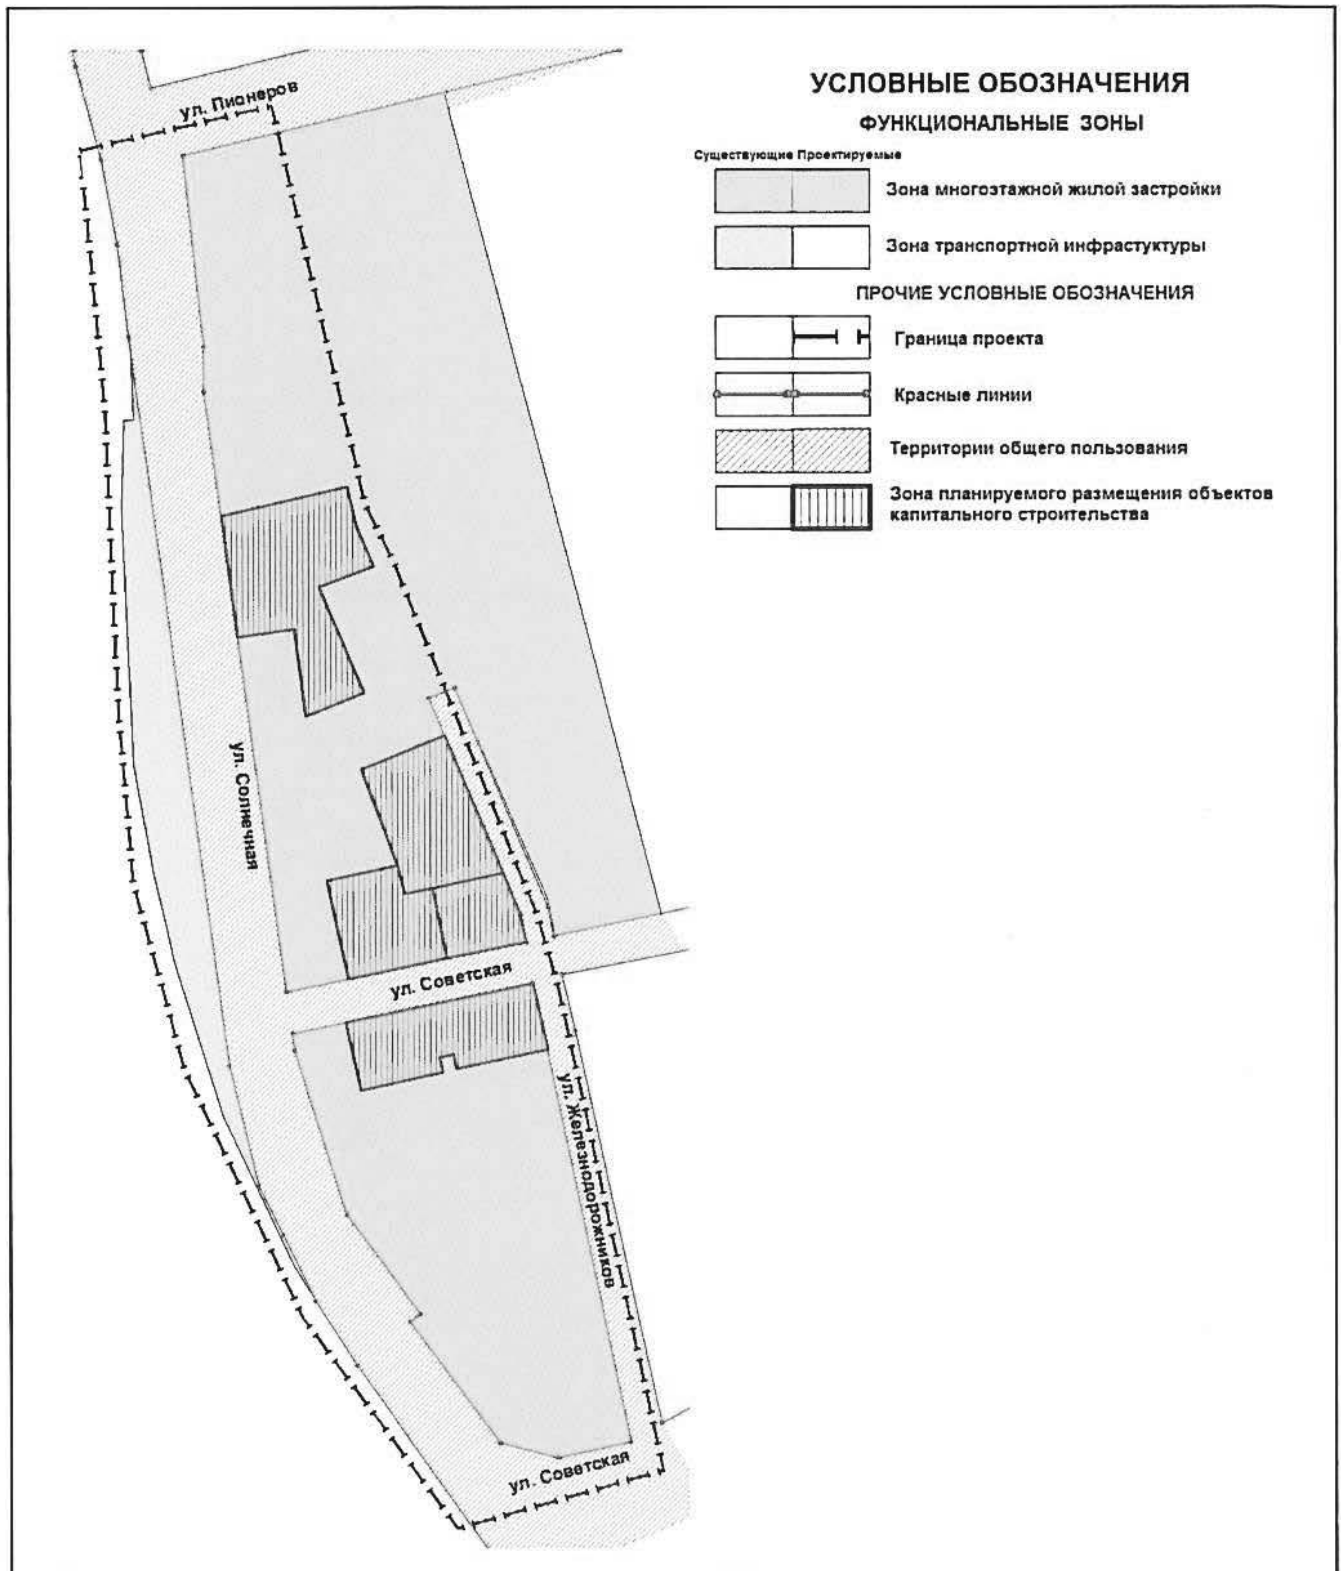 УСЛОВНЫЕ ОБОЗНАЧЕНИЯ
ФУНКЦИОНАЛЬНЫЕ ЗОНЫ
Существующие Проектируемые
Зона многоэтажной жилой застройки
Зона транспортной инфрастуктуры
ПРОЧИЕ УСЛОВНЫЕ ОБОЗНАЧЕНИЯ
Граница проекта
Красные линии
Территории общего пользования
Зона планируемого размещения объектов
капитального строительства
ул. Пионеров
ул. Солнечная
ул. Советская
ул. Железнодорожников
ул. Советская